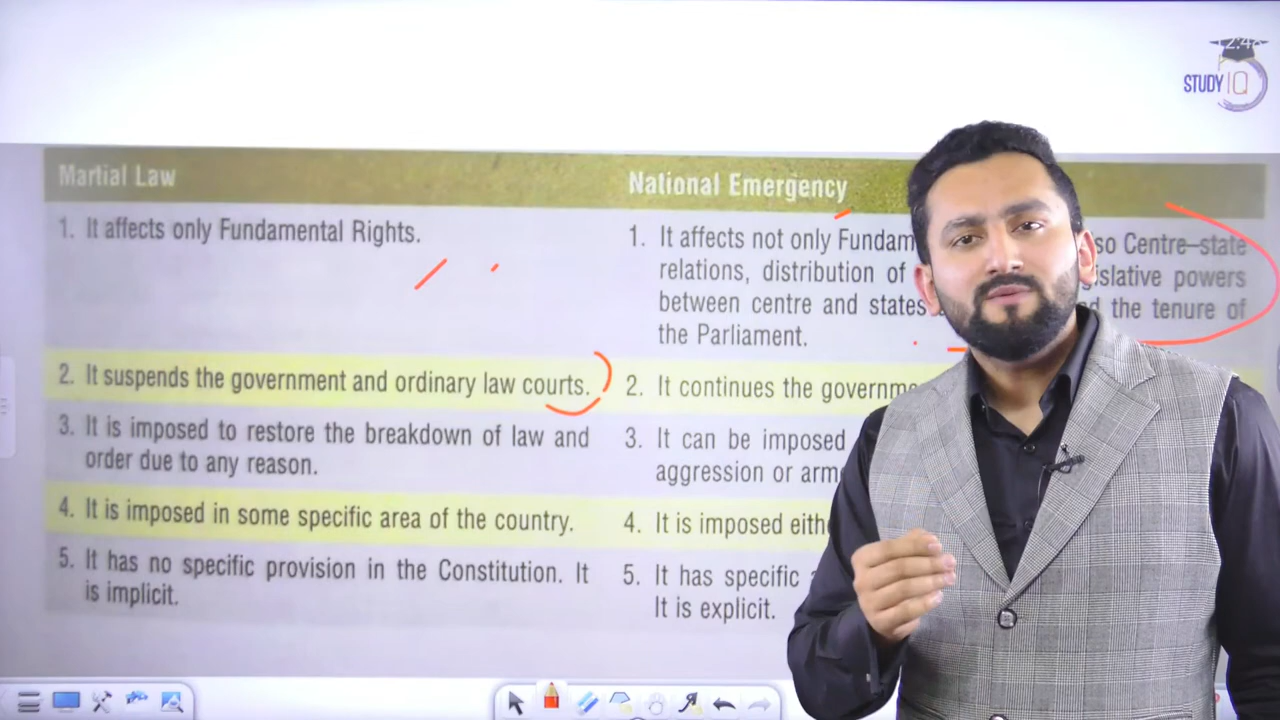 12:4
STUDY IQ
Martial Law
National Emergency
1. It affects only Fundamental Rights.
1. It affects not only Fundam so Centre–state
relations, distribution of gislative powers
between centre and states d the tenure of
the Parliament.
2. It suspends the government and ordinary law courts.
2. It continues the governme
3. It is imposed to restore the breakdown of law and
order due to any reason.
3. It can be imposed
aggression or arm
4. It is imposed in some specific area of the country.
4. It is imposed eith
5. It has no specific provision in the Constitution. It
is implicit.
5. It has specific
It is explicit.